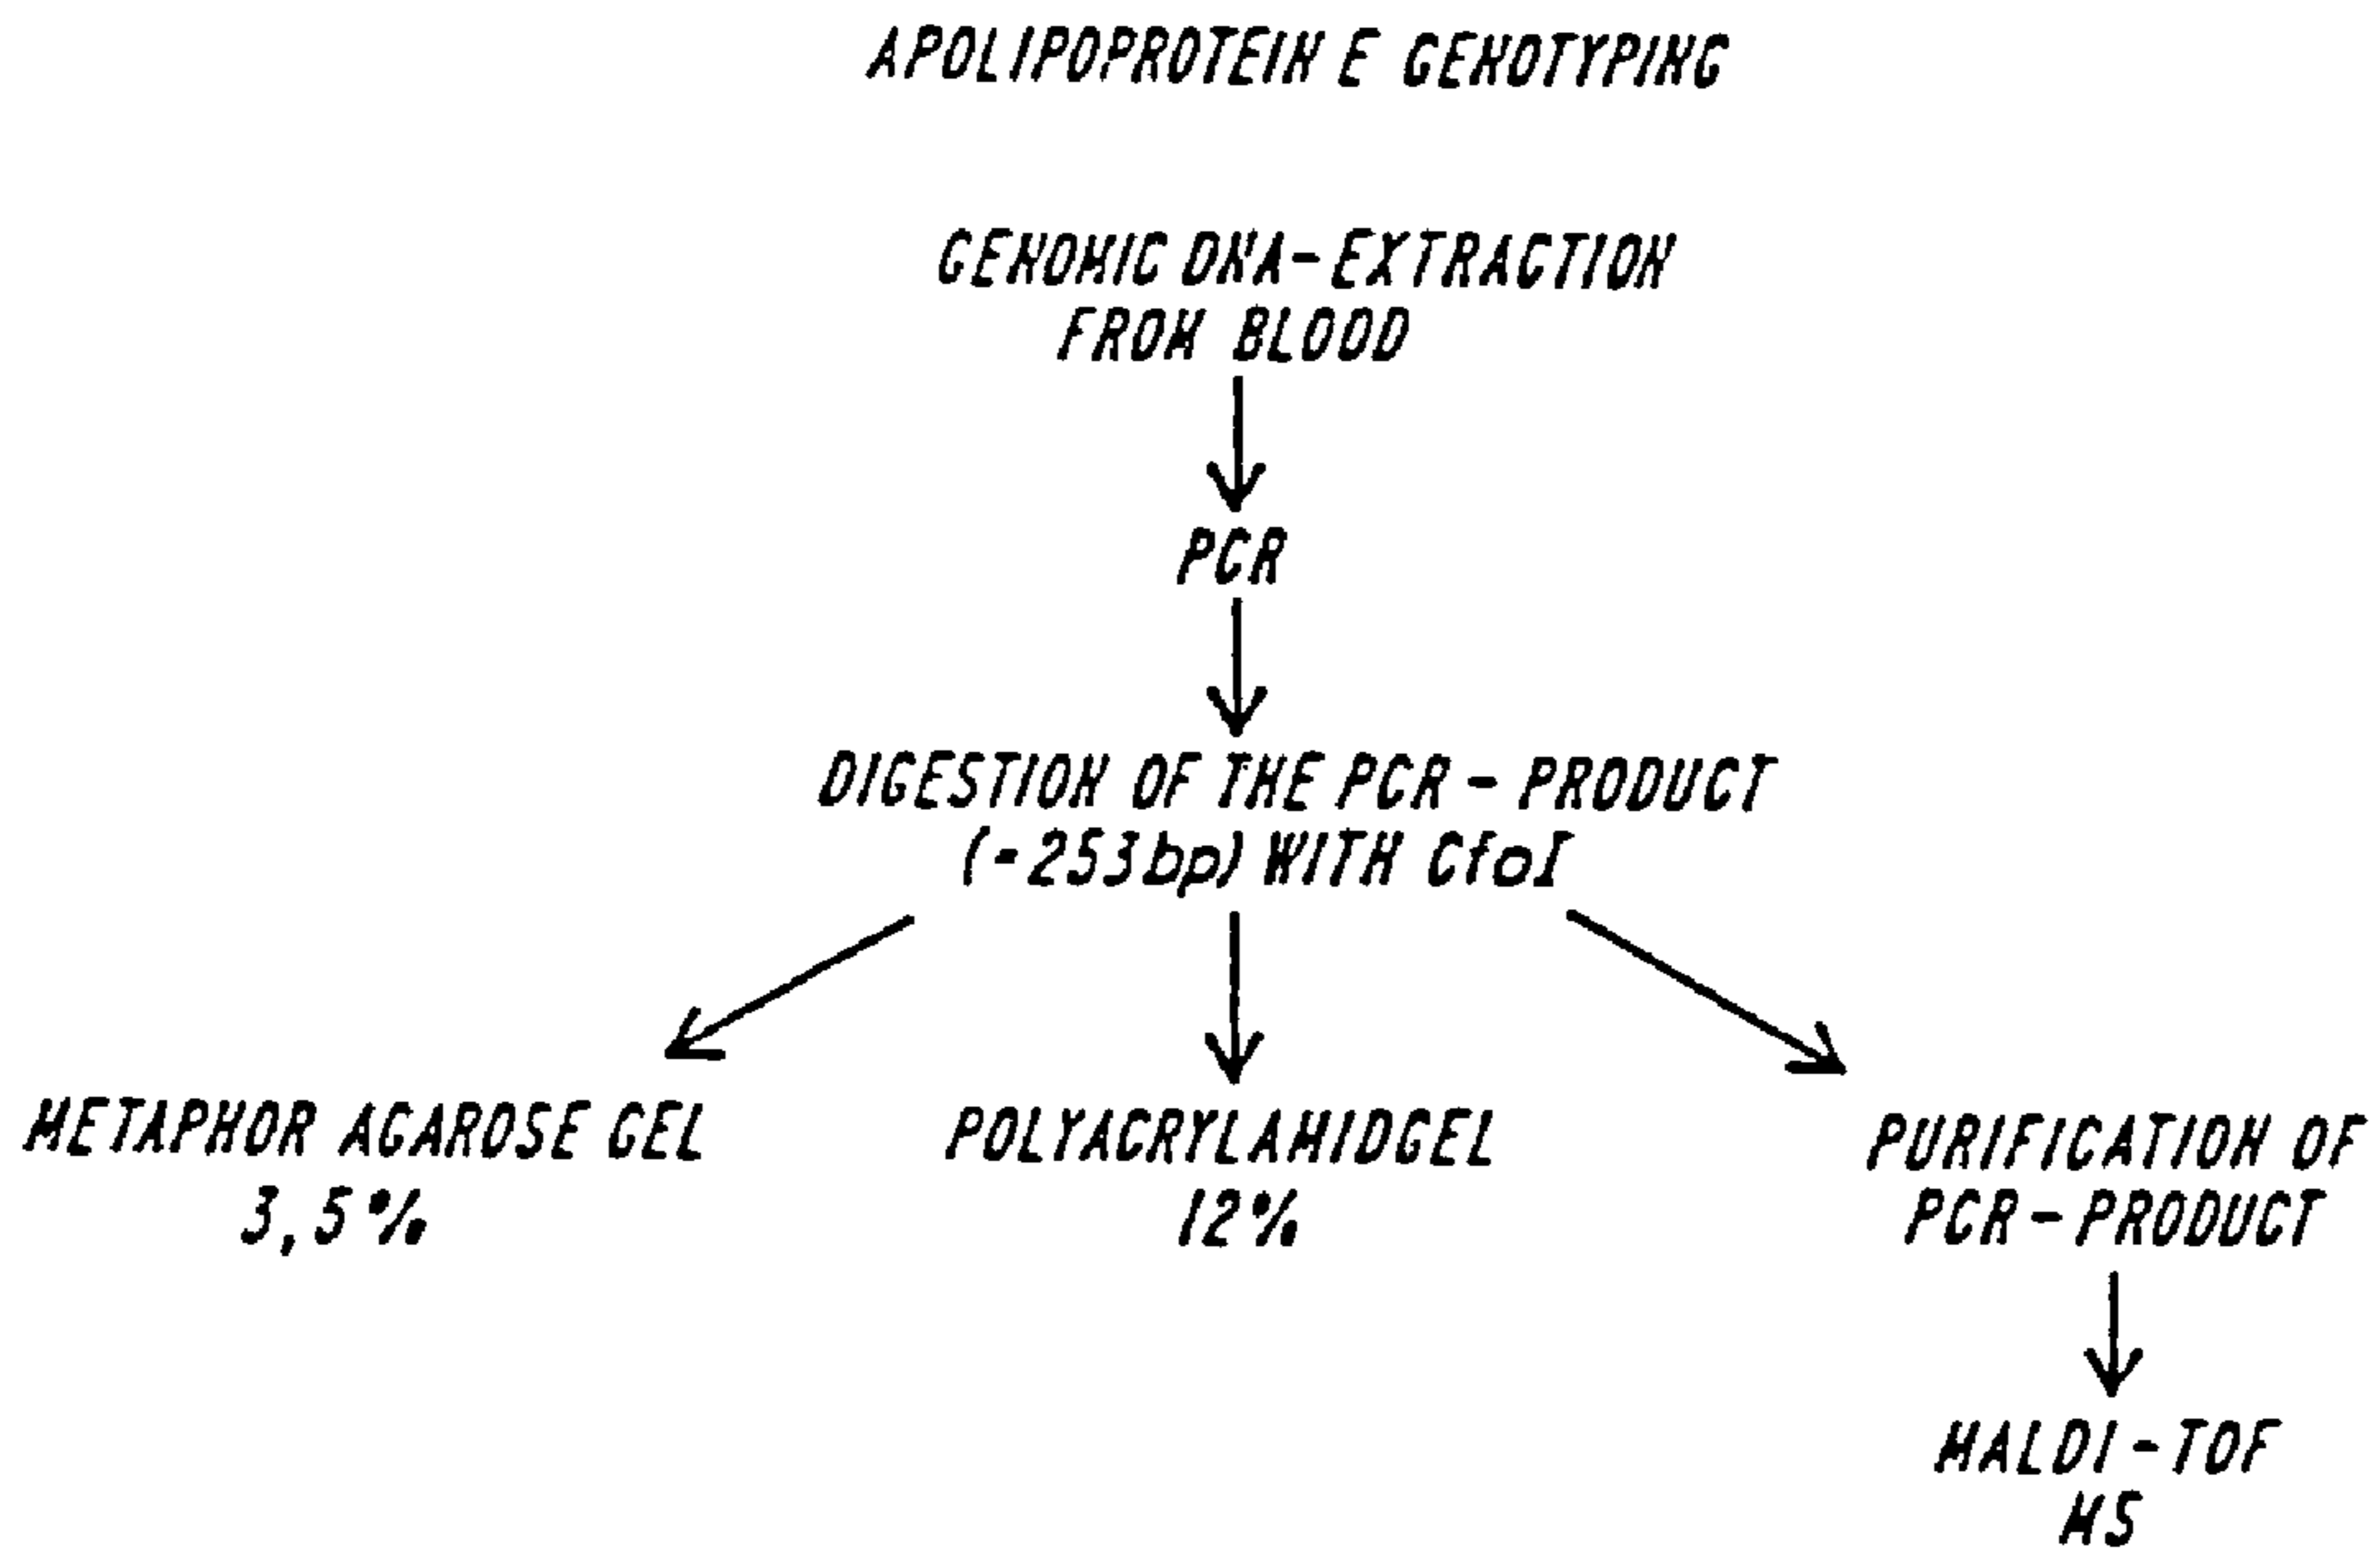 APOLIPOPROTEIN E GENOTYPING
GENOMIC DNA-EXTRACTION
FROM BLOOD
PCR
DIGESTION OF THE PCR - PRODUCT
(-253bp) WITH CfoI
METAPHOR AGAROSE GEL
3,5%
POLYACRYLAMIDGEL
12%
PURIFICATION OF
PCR - PRODUCT
MALDI - TOF
MS